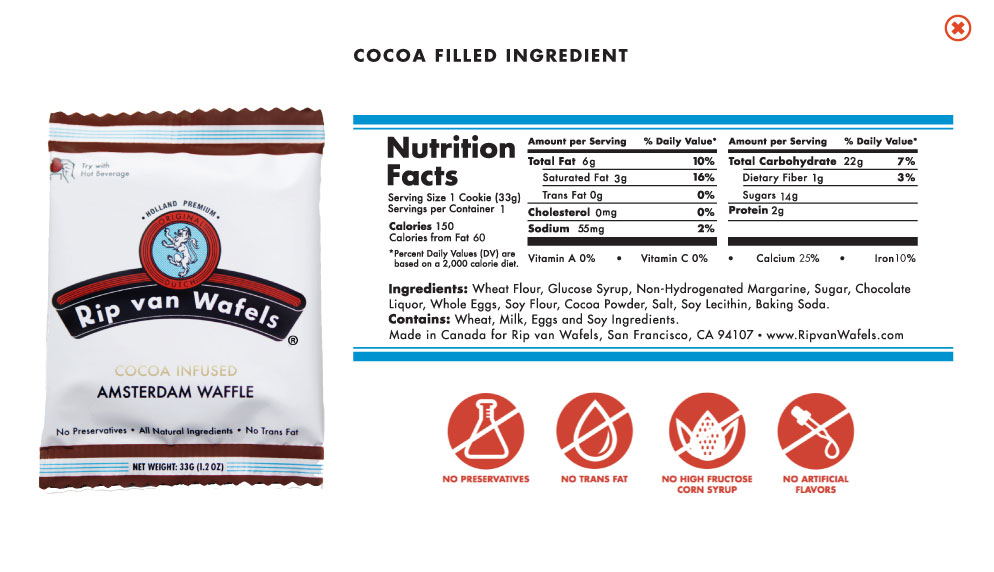 COCOA FILLED INGREDIENT
Try with
Hot Beverage
• HOLLAND PREMIUM •
ORIGINAL
DUTCH
Rip van Wafels
®
COCOA INFUSED
AMSTERDAM WAFFLE
No Preservatives • All Natural Ingredients • No Trans Fat
NET WEIGHT: 33G (1.2 OZ)
Nutrition
Facts
Serving Size 1 Cookie (33g)
Servings per Container 1
Calories 150
Calories from Fat 60
*Percent Daily Values (DV) are
based on a 2,000 calorie diet.
Amount per Serving % Daily Value*
Total Fat 6g 10%
Saturated Fat 3g 16%
Trans Fat 0g 0%
Cholesterol 0mg 0%
Sodium 55mg 2%
Amount per Serving % Daily Value*
Total Carbohydrate 22g 7%
Dietary Fiber 1g 3%
Sugars 14g
Protein 2g
Vitamin A 0% • Vitamin C 0% • Calcium 25% • Iron10%
Ingredients: Wheat Flour, Glucose Syrup, Non-Hydrogenated Margarine, Sugar, Chocolate
Liquor, Whole Eggs, Soy Flour, Cocoa Powder, Salt, Soy Lecithin, Baking Soda.
Contains: Wheat, Milk, Eggs and Soy Ingredients.
Made in Canada for Rip van Wafels, San Francisco, CA 94107 • www.RipvanWafels.com
NO PRESERVATIVES
NO TRANS FAT
NO HIGH FRUCTOSE
CORN SYRUP
NO ARTIFICIAL
FLAVORS